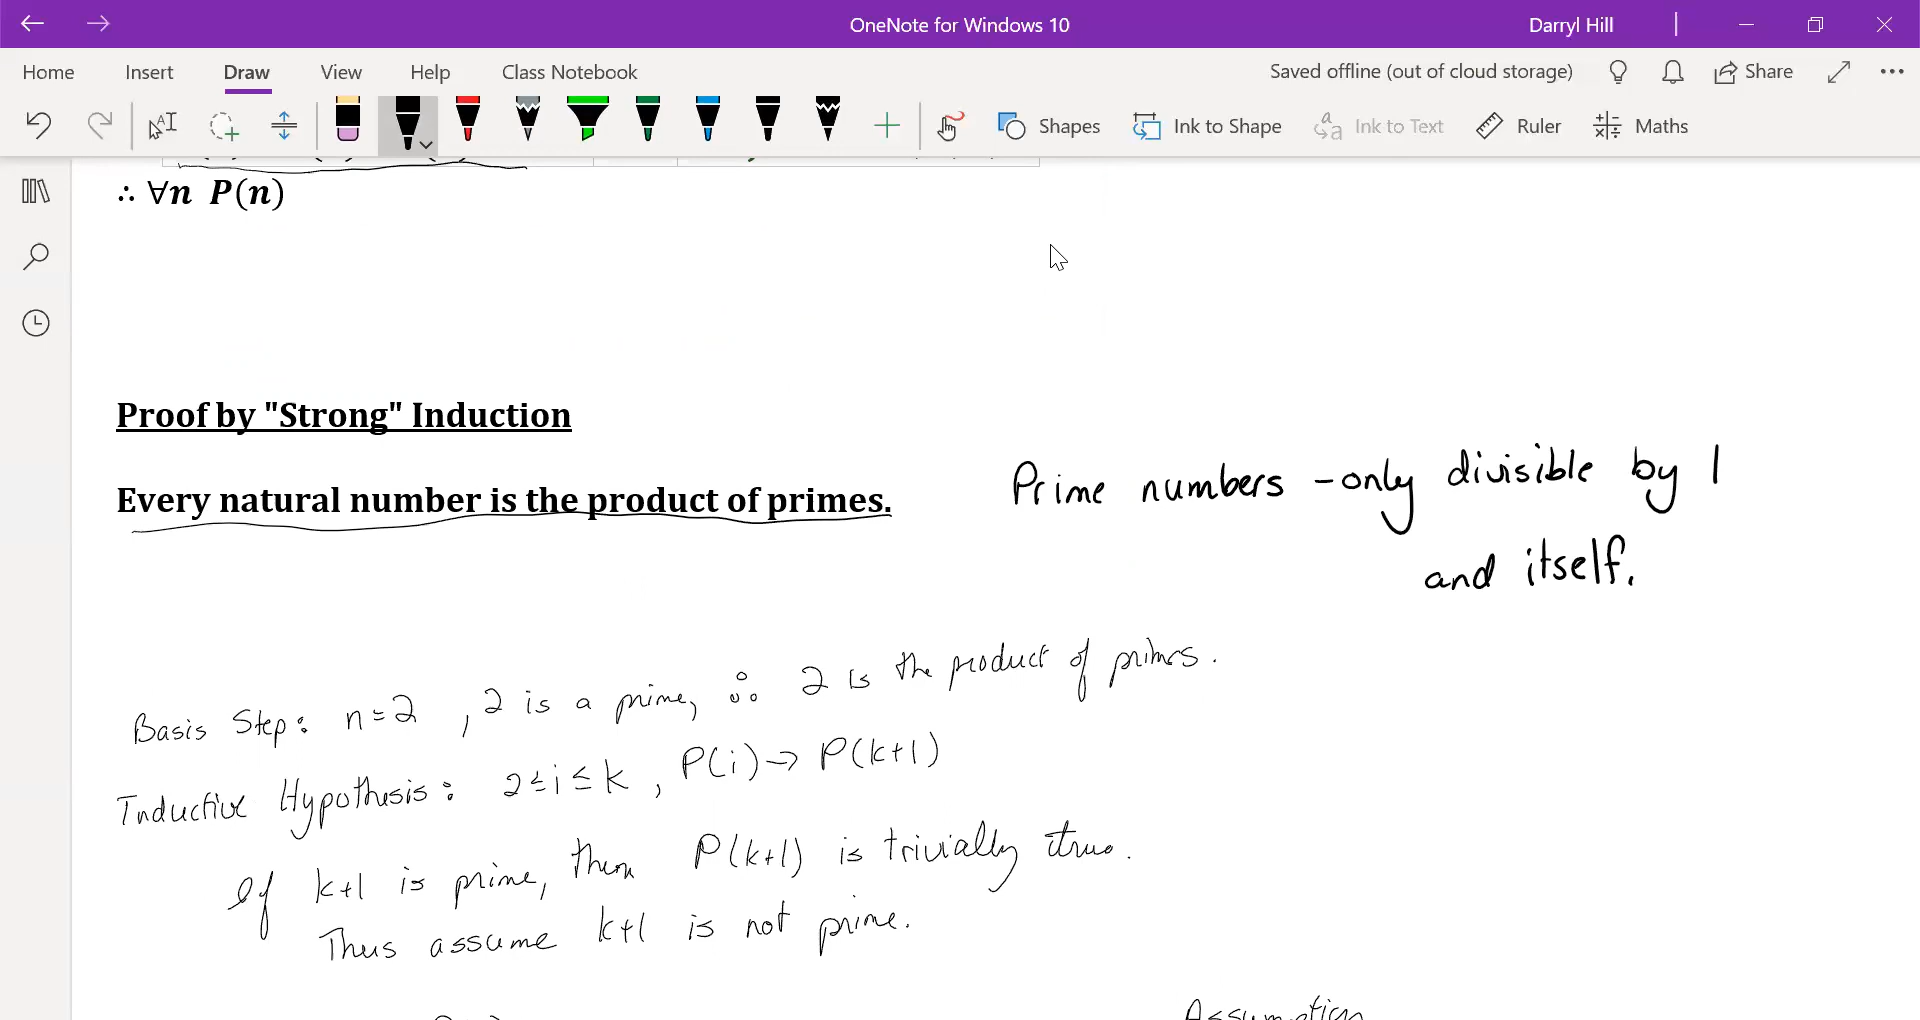 OneNote for Windows 10
Darryl Hill
Home Insert Draw View Help Class Notebook
Saved offline (out of cloud storage) Share
Shapes Ink to Shape Ink to Text Ruler Maths
∴ ∀n P(n)
Proof by "Strong" Induction
Every natural number is the product of primes.
Prime numbers - only divisible by 1
and itself.
Basis Step: n=2 , 2 is a prime, ∴ 2 is the product of primes.
Inductive Hypothesis: 2≤i≤k , P(i)→P(k+1)
If k+1 is prime, then P(k+1) is trivially true.
Thus assume k+1 is not prime.
Assumption